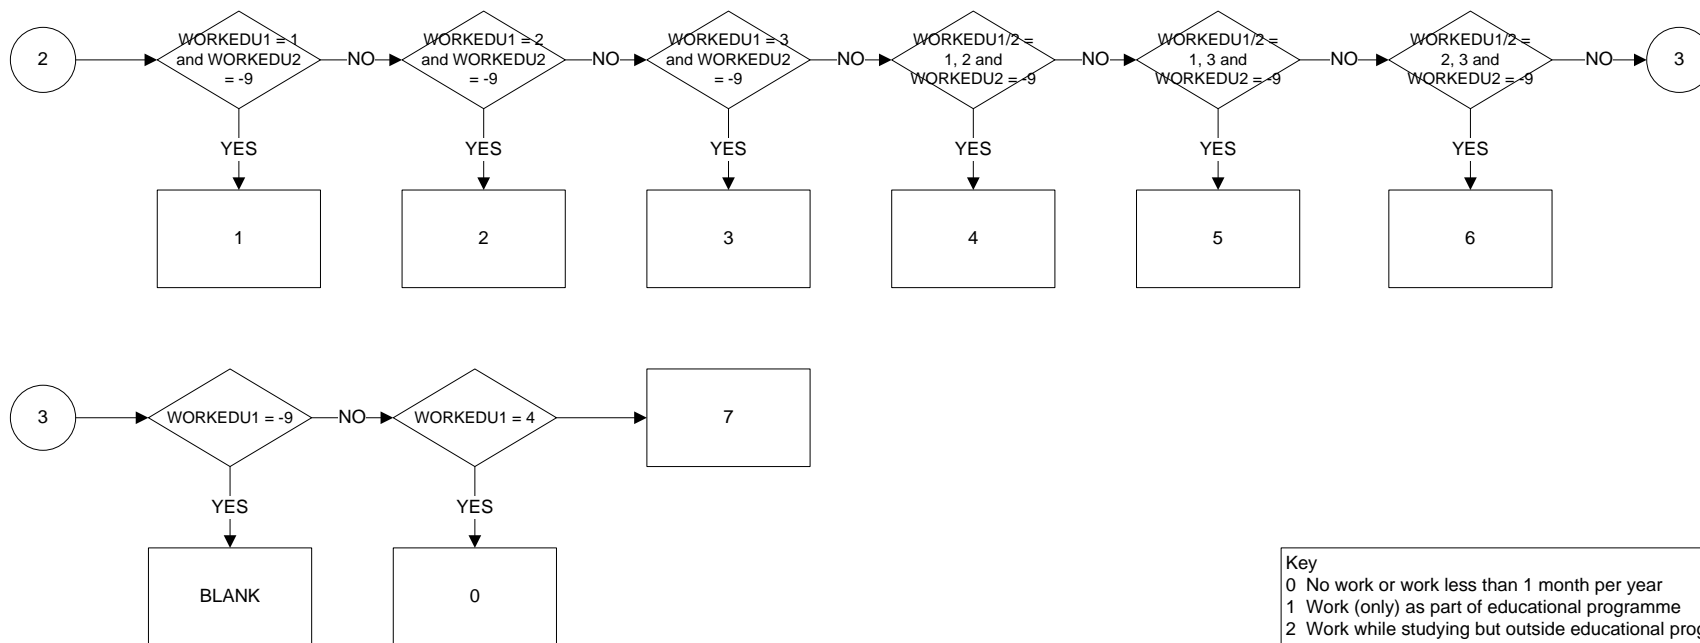 2
WORKEDU1 = 1
and WORKEDU2
= -9
NO
WORKEDU1 = 2
and WORKEDU2
= -9
NO
WORKEDU1 = 3
and WORKEDU2
= -9
NO
WORKEDU1/2 =
1, 2 and
WORKEDU2 = -9
NO
WORKEDU1/2 =
1, 3 and
WORKEDU2 = -9
NO
WORKEDU1/2 =
2, 3 and
WORKEDU2 = -9
NO
3
YES
YES
YES
YES
YES
YES
1
2
3
4
5
6
3
WORKEDU1 = -9
NO
WORKEDU1 = 4
7
YES
YES
BLANK
0
Key
0 No work or work less than 1 month per year
1 Work (only) as part of educational programme
2 Work while studying but outside educational